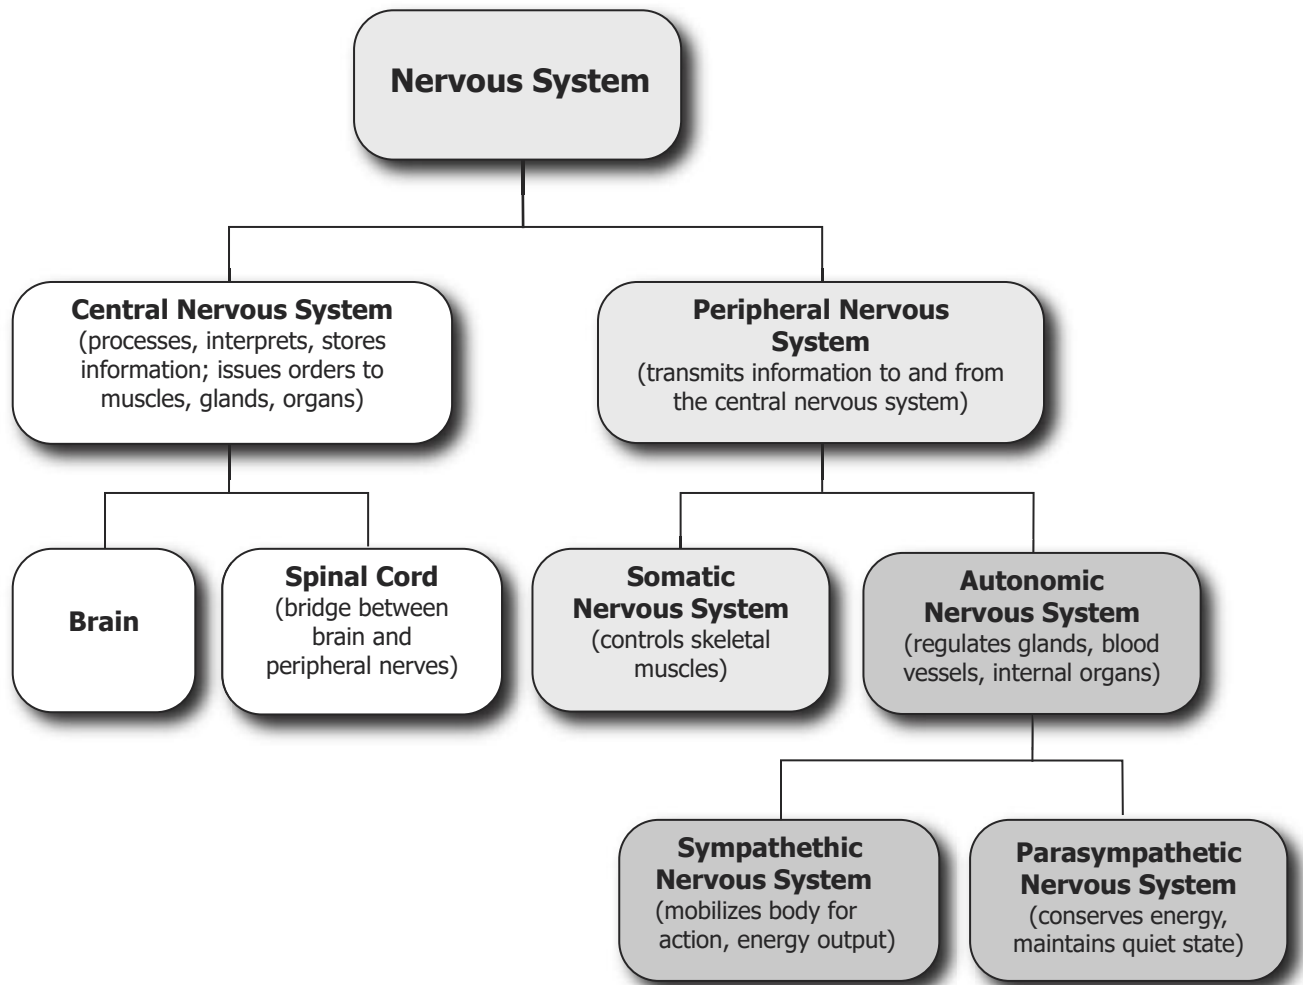 Nervous System
Central Nervous System
(processes, interprets, stores
information; issues orders to
muscles, glands, organs)
Peripheral Nervous
System
(transmits information to and from
the central nervous system)
Brain
Spinal Cord
(bridge between
brain and
peripheral nerves)
Somatic
Nervous System
(controls skeletal
muscles)
Autonomic
Nervous System
(regulates glands, blood
vessels, internal organs)
Sympathethic
Nervous System
(mobilizes body for
action, energy output)
Parasympathetic
Nervous System
(conserves energy,
maintains quiet state)